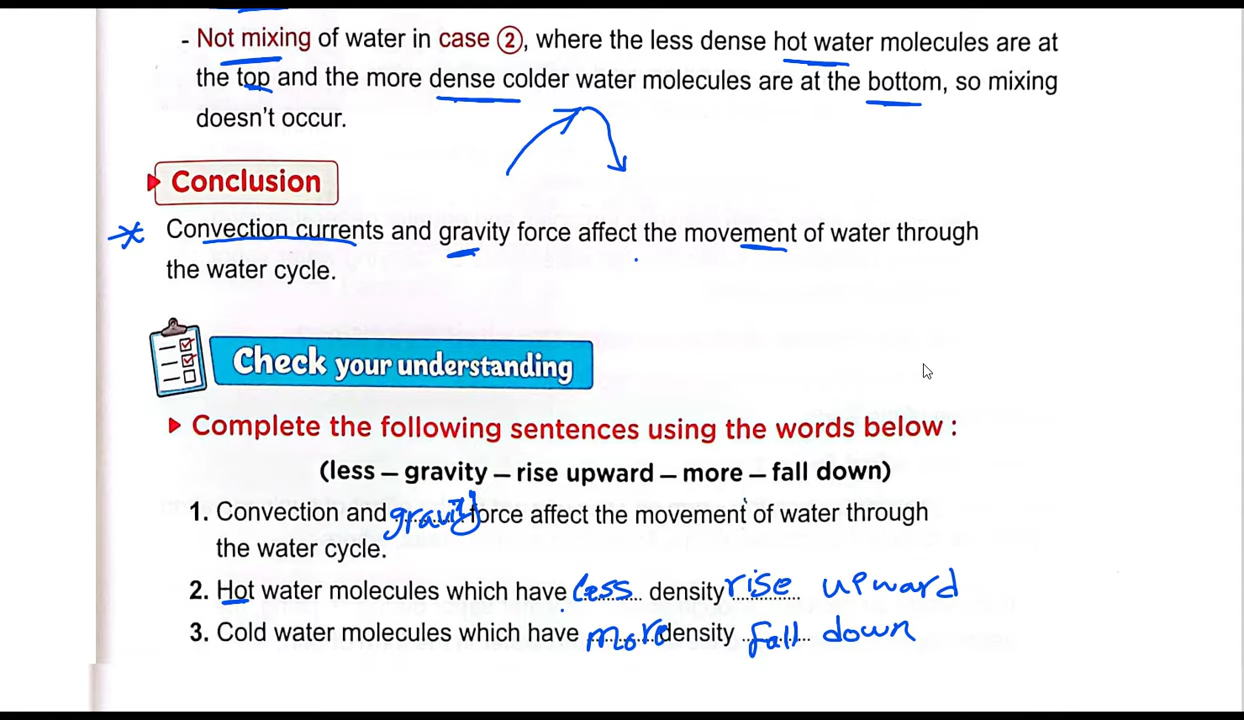 - Not mixing of water in case ②, where the less dense hot water molecules are at
the top and the more dense colder water molecules are at the bottom, so mixing
doesn't occur.
Conclusion
Convection currents and gravity force affect the movement of water through
the water cycle.
Check your understanding
Complete the following sentences using the words below :
(less – gravity – rise upward – more – fall down)
1. Convection and gravity force affect the movement of water through
the water cycle.
2. Hot water molecules which have less density rise upward
3. Cold water molecules which have more density fall down